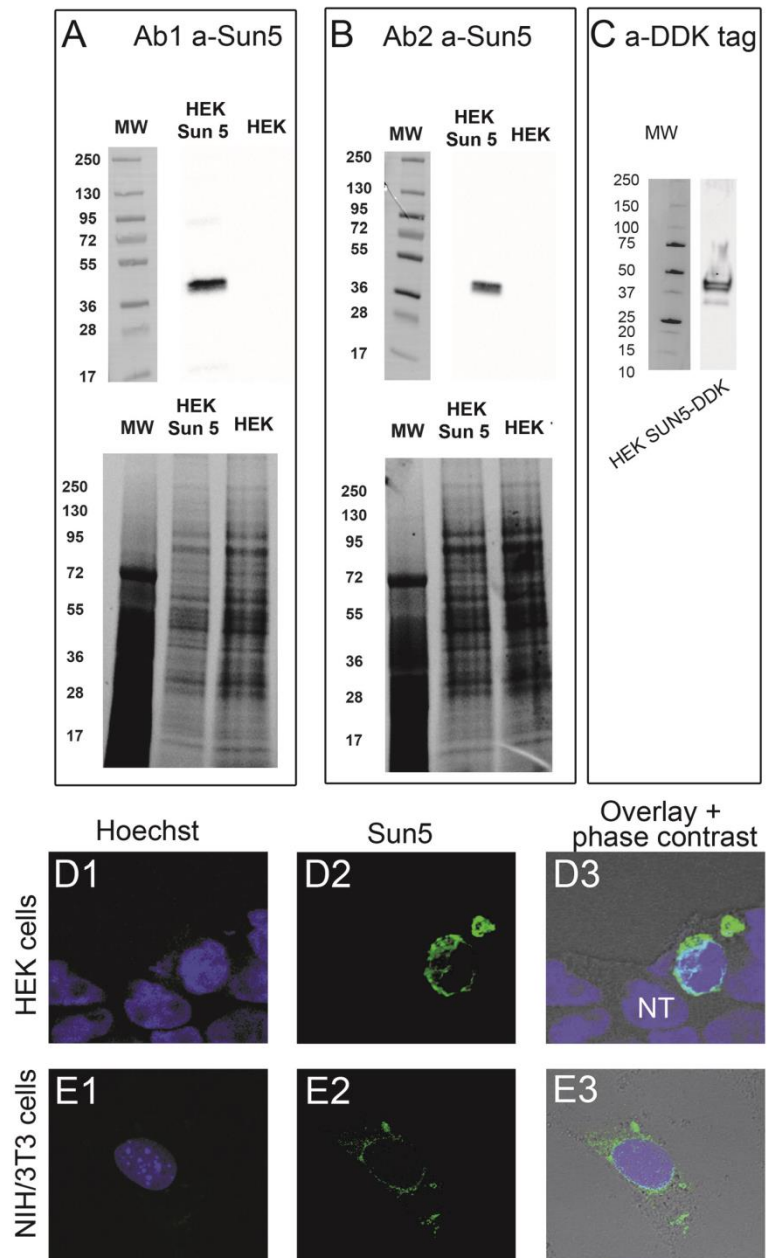 A Ab1 a-Sun5
MW HEK Sun 5 HEK
250
130
95
72
55
36
28
17
MW HEK Sun 5 HEK
250
130
95
72
55
36
28
17
B Ab2 a-Sun5
MW HEK Sun 5 HEK
250
130
95
72
55
36
28
17
MW HEK Sun 5 HEK
250
130
95
72
55
36
28
17
C a-DDK tag
MW
250
150
100
75
50
37
25
20
15
10
HEK SUN5-DDK
Hoechst
Sun5
Overlay +
phase contrast
HEK cells
D1
D2
D3
NT
NIH/3T3 cells
E1
E2
E3